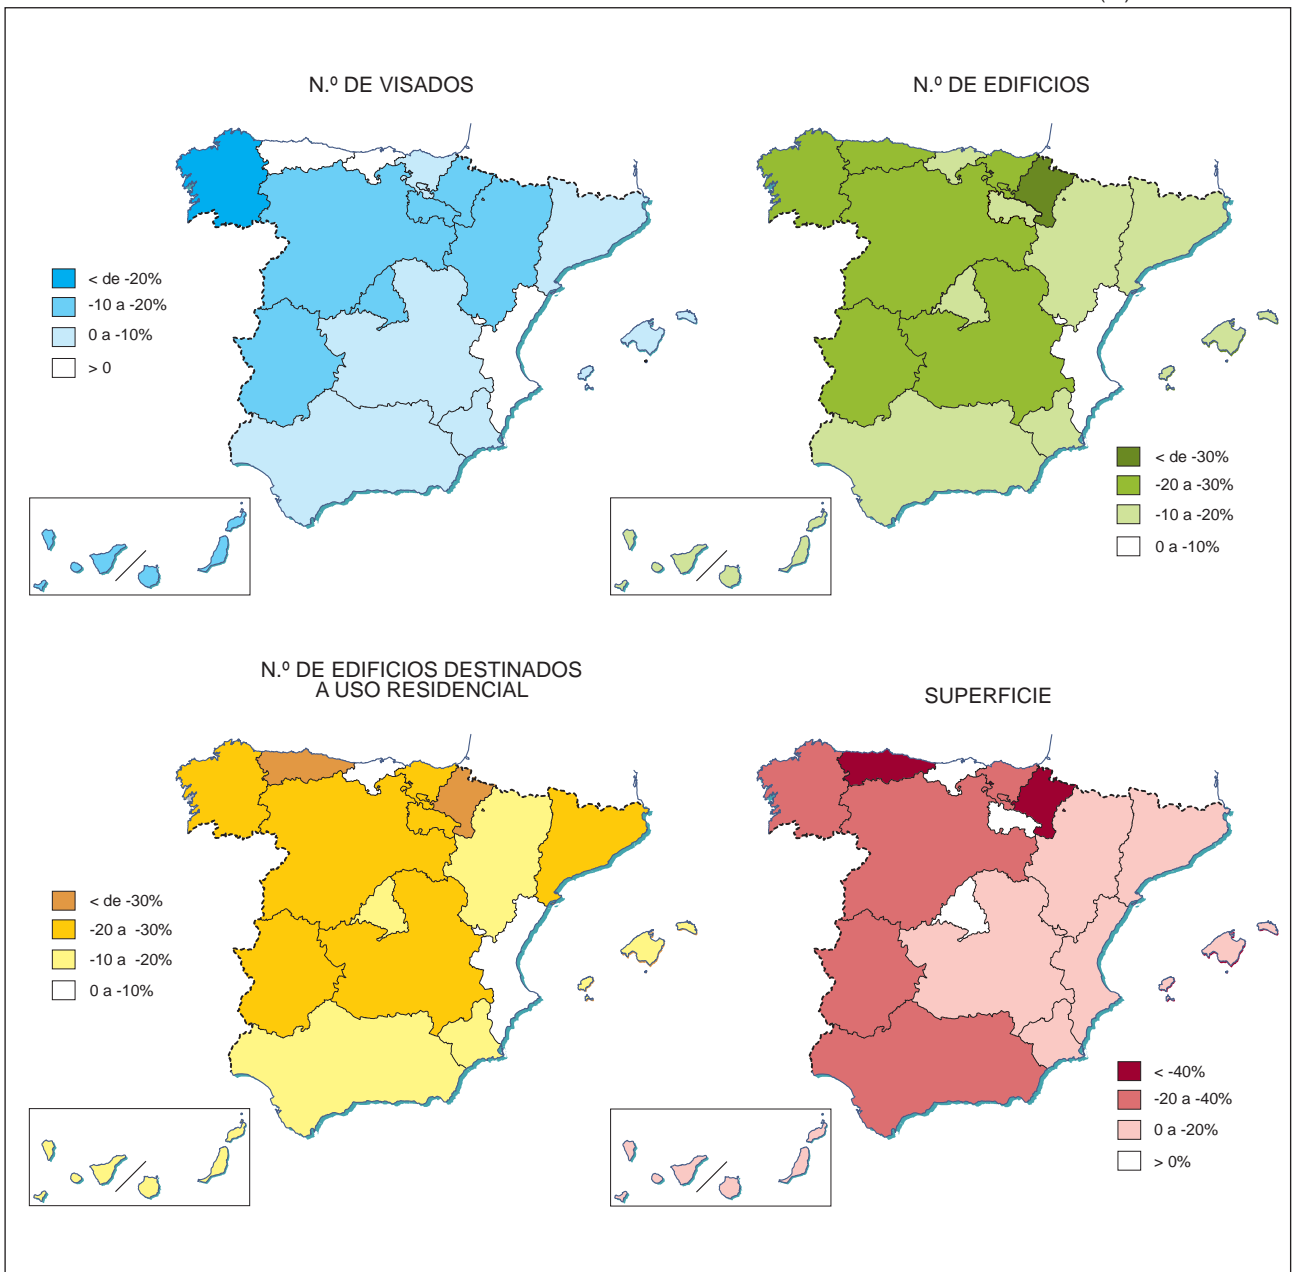 N.º DE VISADOS
< de -20%
-10 a -20%
0 a -10%
> 0
N.º DE EDIFICIOS
< de -30%
-20 a -30%
-10 a -20%
0 a -10%
N.º DE EDIFICIOS DESTINADOS
A USO RESIDENCIAL
< de -30%
-20 a -30%
-10 a -20%
0 a -10%
SUPERFICIE
< -40%
-20 a -40%
0 a -20%
> 0%